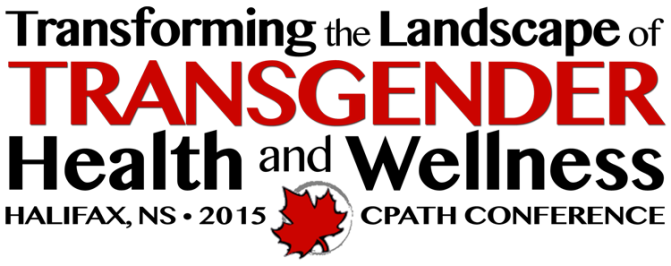 Transforming the Landscape of
TRANSGENDER
Health and Wellness
HALIFAX, NS • 2015 CPATH CONFERENCE